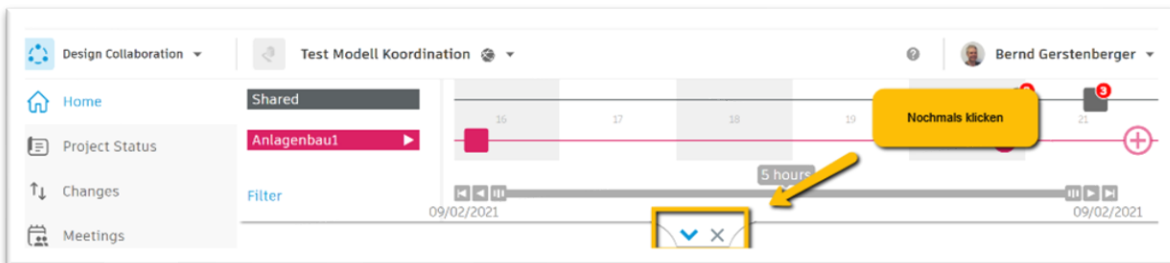 Design Collaboration
Test Modell Koordination
Bernd Gerstenberger
Home
Shared
3
16 17 18 19 21
Nochmals klicken
Project Status
Anlagenbau1
5 hours
Changes
Filter
09/02/2021 09/02/2021
Meetings